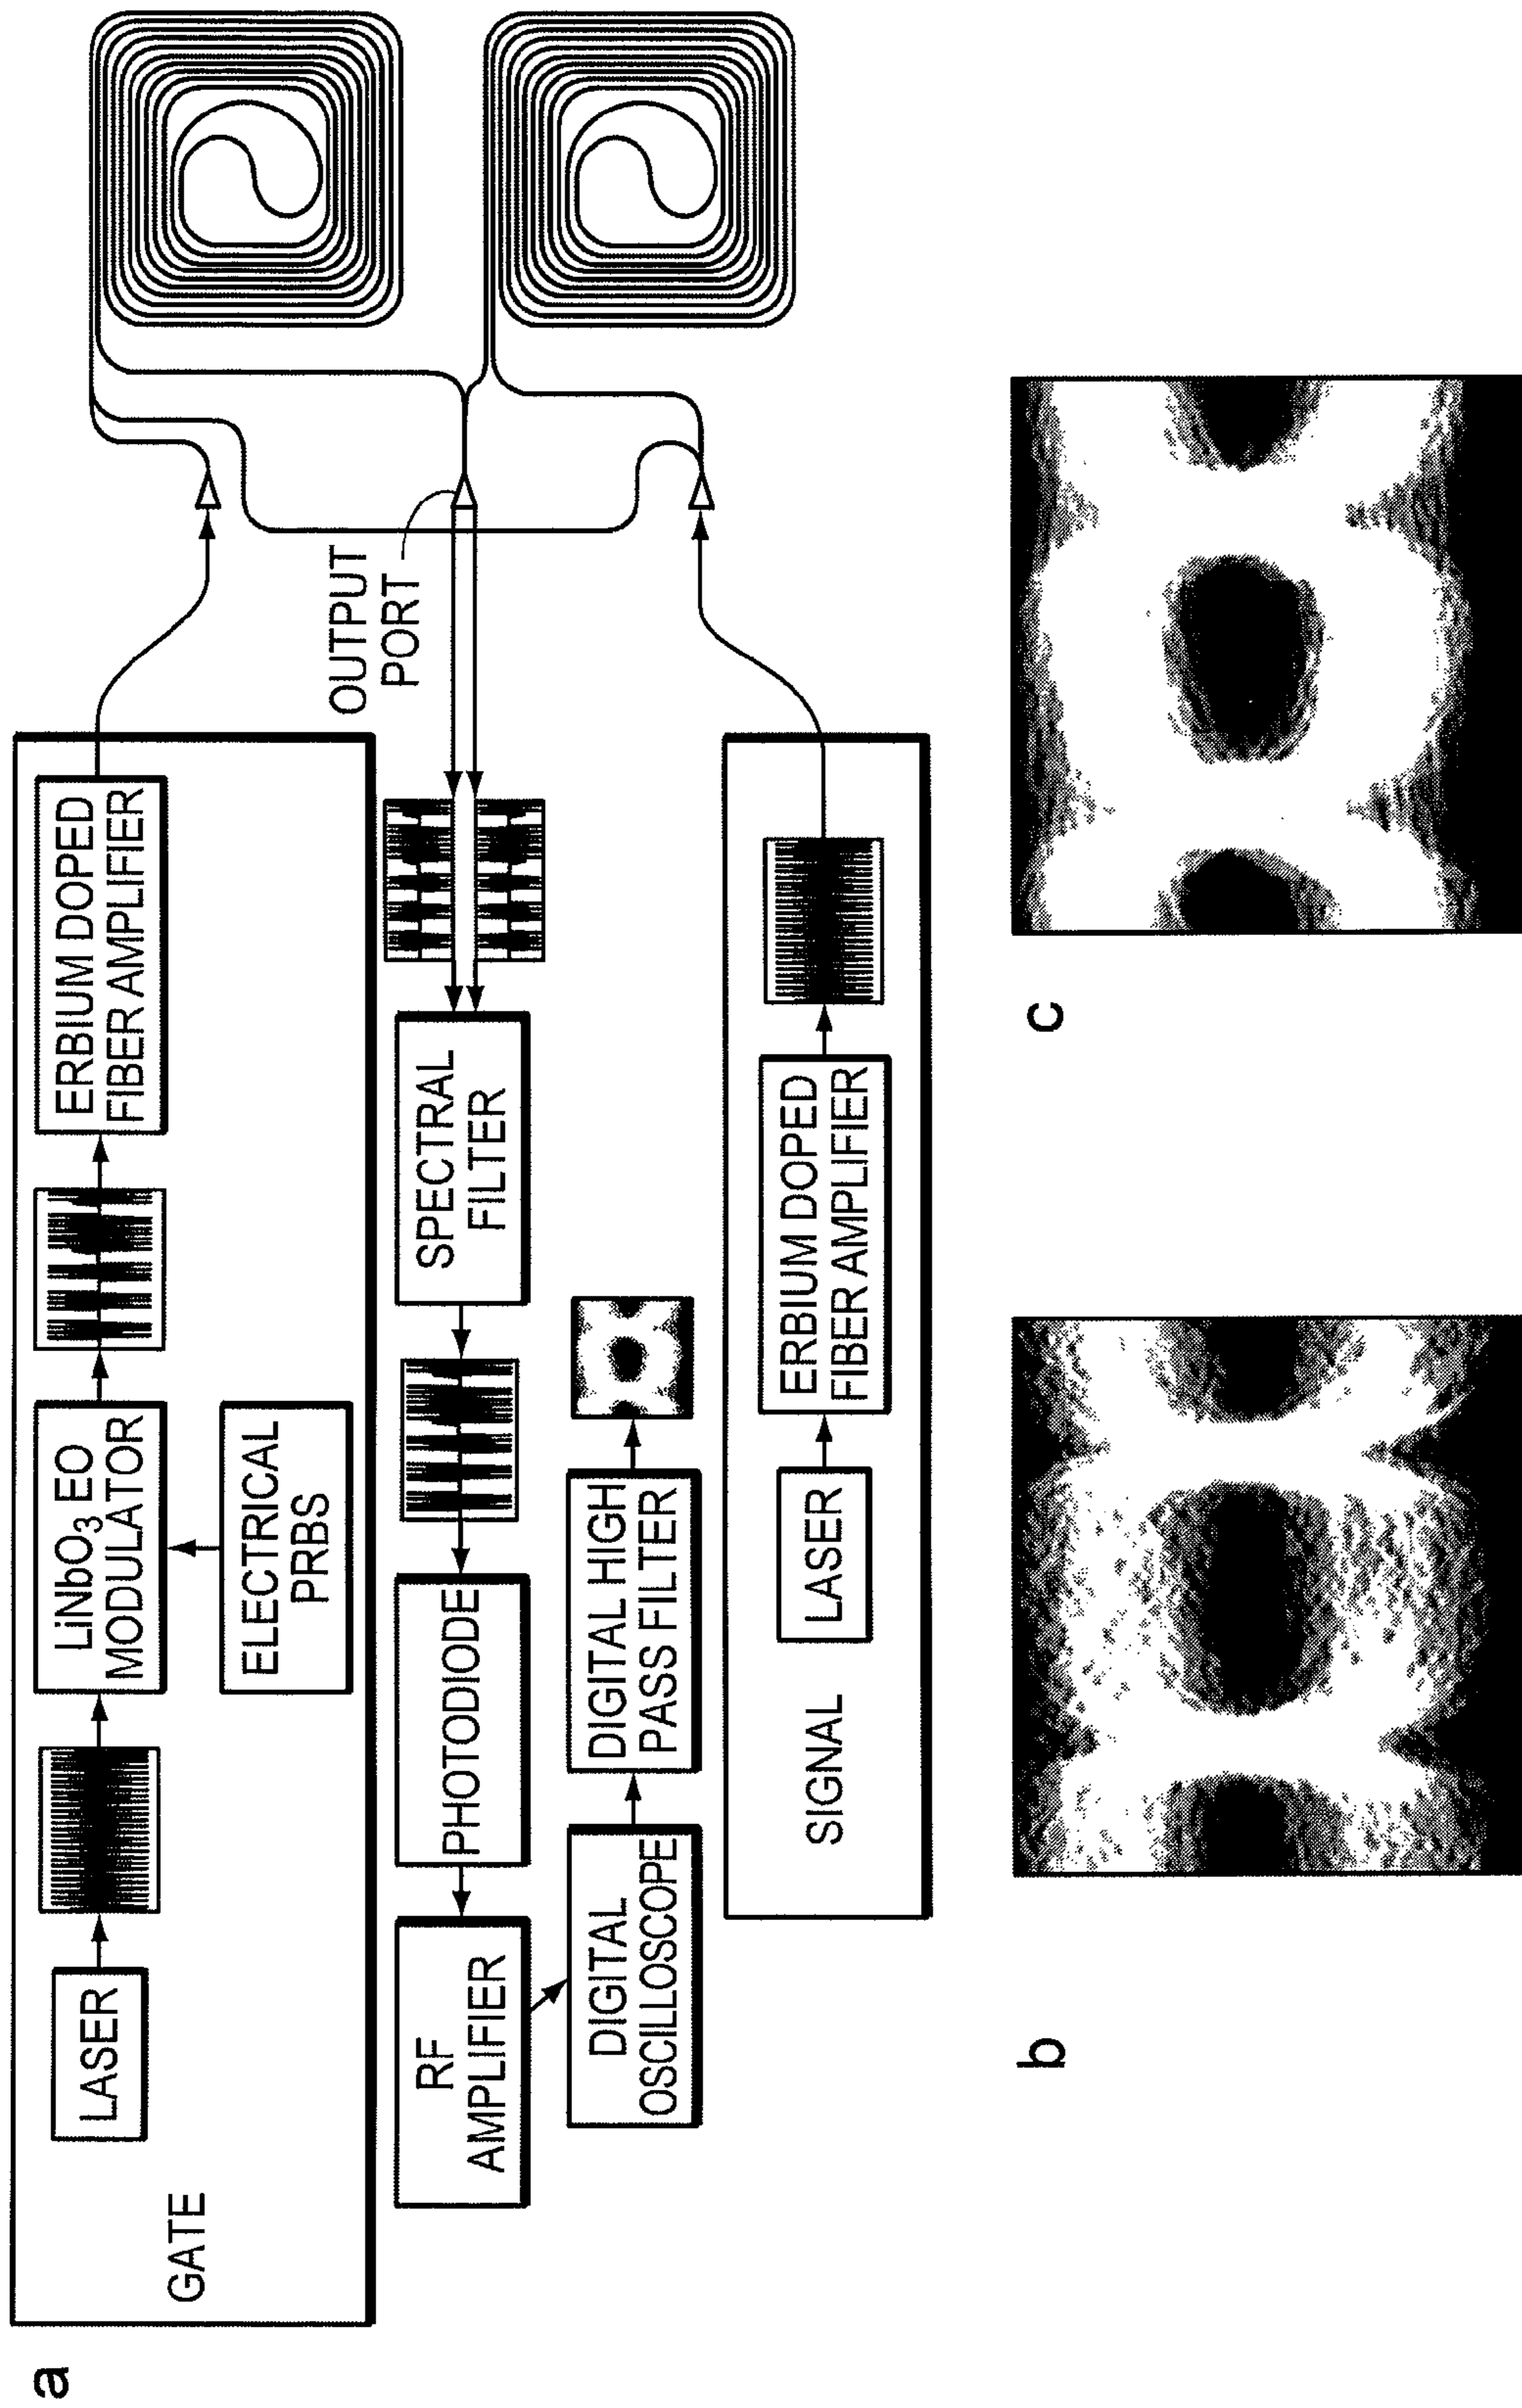 a
GATE
LASER
LiNbO3 EO
MODULATOR
ELECTRICAL
PRBS
ERBIUM DOPED
FIBER AMPLIFIER
OUTPUT
PORT
SPECTRAL
FILTER
PHOTODIODE
RF
AMPLIFIER
DIGITAL
OSCILLOSCOPE
DIGITAL HIGH
PASS FILTER
SIGNAL
LASER
ERBIUM DOPED
FIBER AMPLIFIER
b
c